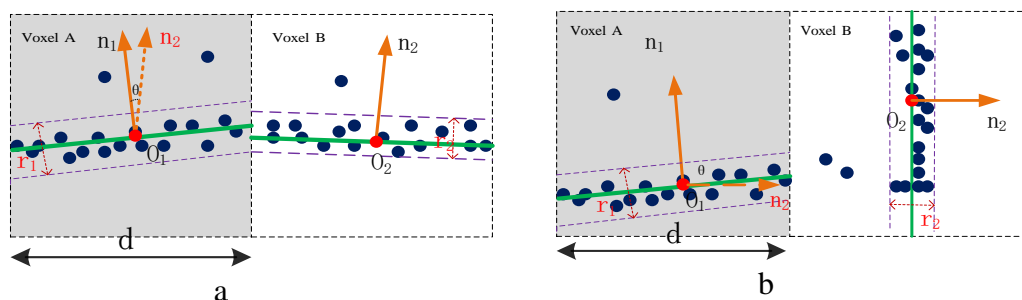 Voxel A
n₁
n₂
θ
r₁
O₁
Voxel B
n₂
r₂
O₂
d
a
Voxel A
n₁
θ
r₁
O₁
n₂
d
Voxel B
O₂
n₂
r₂
b